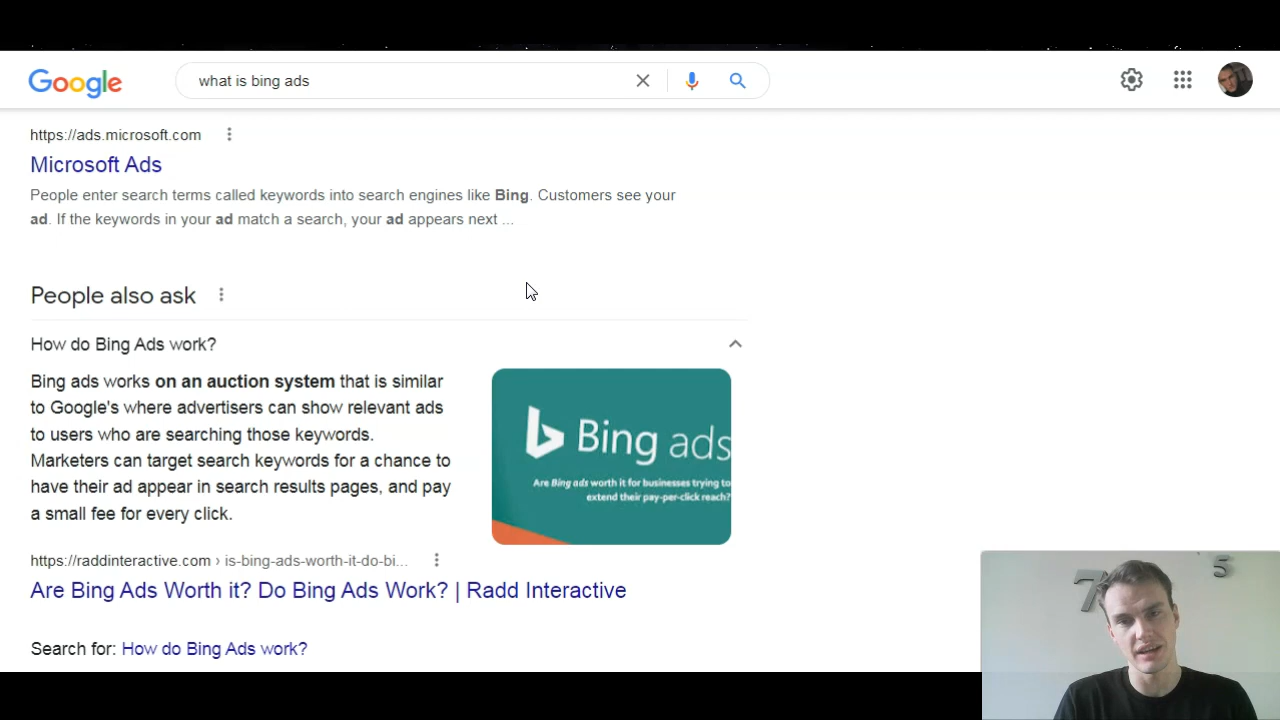 Google
what is bing ads
https://ads.microsoft.com
Microsoft Ads
People enter search terms called keywords into search engines like Bing. Customers see your
ad. If the keywords in your ad match a search, your ad appears next ...
People also ask
How do Bing Ads work?
Bing ads works on an auction system that is similar
to Google's where advertisers can show relevant ads
to users who are searching those keywords.
Marketers can target search keywords for a chance to
have their ad appear in search results pages, and pay
a small fee for every click.
Bing ads
Are Bing ads worth it for businesses trying to
extend their pay-per-click reach?
https://raddinteractive.com › is-bing-ads-worth-it-do-bi...
Are Bing Ads Worth it? Do Bing Ads Work? | Radd Interactive
Search for: How do Bing Ads work?
7
5